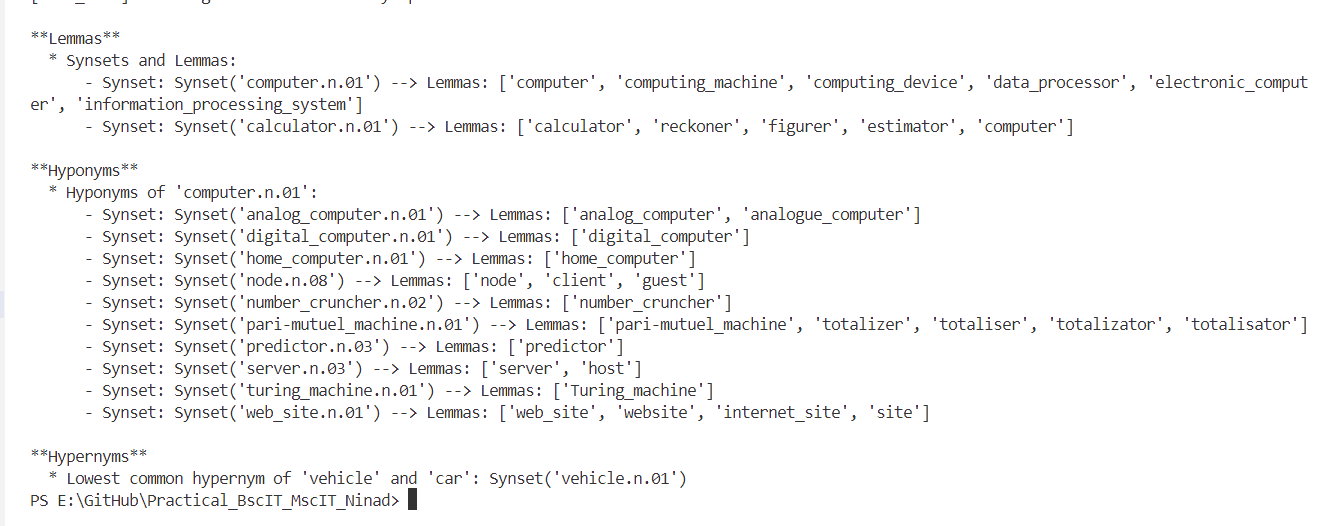 **Lemmas**
* Synsets and Lemmas:
- Synset: Synset('computer.n.01') --> Lemmas: ['computer', 'computing_machine', 'computing_device', 'data_processor', 'electronic_comput
er', 'information_processing_system']
- Synset: Synset('calculator.n.01') --> Lemmas: ['calculator', 'reckoner', 'figurer', 'estimator', 'computer']
**Hyponyms**
* Hyponyms of 'computer.n.01':
- Synset: Synset('analog_computer.n.01') --> Lemmas: ['analog_computer', 'analogue_computer']
- Synset: Synset('digital_computer.n.01') --> Lemmas: ['digital_computer']
- Synset: Synset('home_computer.n.01') --> Lemmas: ['home_computer']
- Synset: Synset('node.n.08') --> Lemmas: ['node', 'client', 'guest']
- Synset: Synset('number_cruncher.n.02') --> Lemmas: ['number_cruncher']
- Synset: Synset('pari-mutuel_machine.n.01') --> Lemmas: ['pari-mutuel_machine', 'totalizer', 'totaliser', 'totalizator', 'totalisator']
- Synset: Synset('predictor.n.03') --> Lemmas: ['predictor']
- Synset: Synset('server.n.03') --> Lemmas: ['server', 'host']
- Synset: Synset('turing_machine.n.01') --> Lemmas: ['Turing_machine']
- Synset: Synset('web_site.n.01') --> Lemmas: ['web_site', 'website', 'internet_site', 'site']
**Hypernyms**
* Lowest common hypernym of 'vehicle' and 'car': Synset('vehicle.n.01')
PS E:\GitHub\Practical_BscIT_MscIT_Ninad>